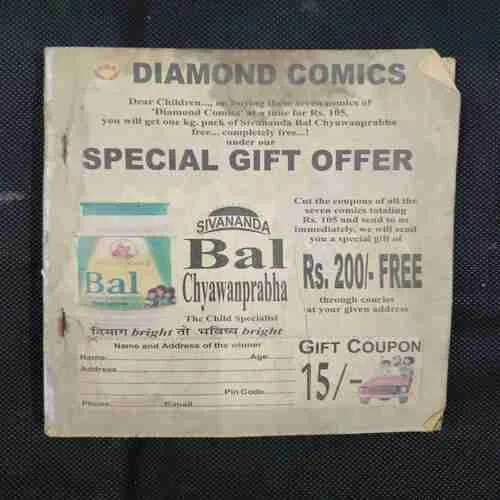 DIAMOND COMICS
Dear Children..., on buying these seven comics of
'Diamond Comics' at a time for Rs. 105,
you will get one kg. pack of Sivananda Bal Chyawanprabha
free... completely free...!
under our
SPECIAL GIFT OFFER
Cut the coupons of all the
seven comics totaling
Rs. 105 and send to us
immediately, we will send
you a special gift of
Rs. 200/- FREE
through courier
at your given address
SIVANANDA
Bal
Chyawanprabha
The Child Specialist
Bal
दिमाग bright तो भविष्य bright
Name and Address of the winner
Name Age
Address
Pin Code
Phone E-mail
GIFT COUPON
15/-